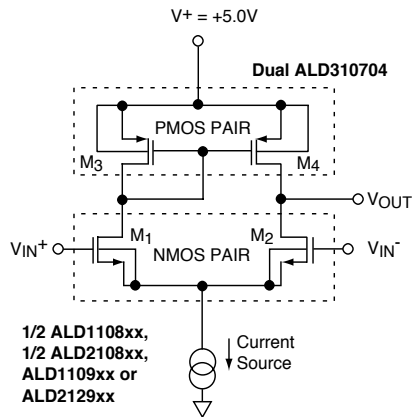 V+ = +5.0V
Dual ALD310704
PMOS PAIR
M3
M4
VOUT
VIN+
M1
M2
VIN-
NMOS PAIR
1/2 ALD1108xx,
1/2 ALD2108xx,
ALD1109xx or
ALD2129xx
Current
Source